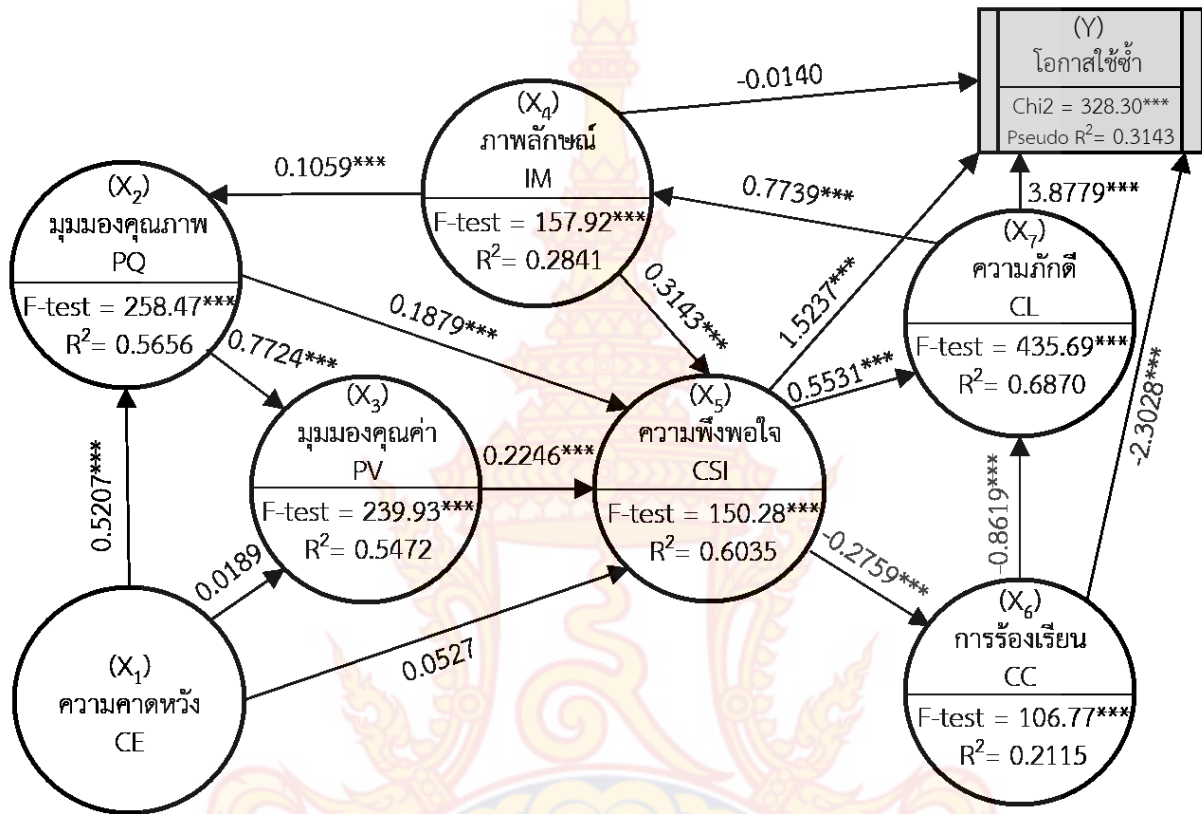 (Y)
โอกาสใช้ซ้ำ
Chi2 = 328.30***
Pseudo R²= 0.3143
-0.0140
(X₄)
ภาพลักษณ์
IM
F-test = 157.92***
R²= 0.2841
0.1059***
0.7739***
3.8779***
(X₂)
มุมมองคุณภาพ
PQ
F-test = 258.47***
R²= 0.5656
(X₇)
ความภักดี
CL
F-test = 435.69***
R²= 0.6870
0.1879***
0.3143***
1.5237***
0.7724***
0.5531***
-2.3028***
(X₃)
มุมมองคุณค่า
PV
F-test = 239.93***
R²= 0.5472
0.2246***
(X₅)
ความพึงพอใจ
CSI
F-test = 150.28***
R²= 0.6035
0.5207***
0.0189
-0.2759***
-0.8619***
0.0527
(X₁)
ความคาดหวัง
CE
(X₆)
การร้องเรียน
CC
F-test = 106.77***
R²= 0.2115